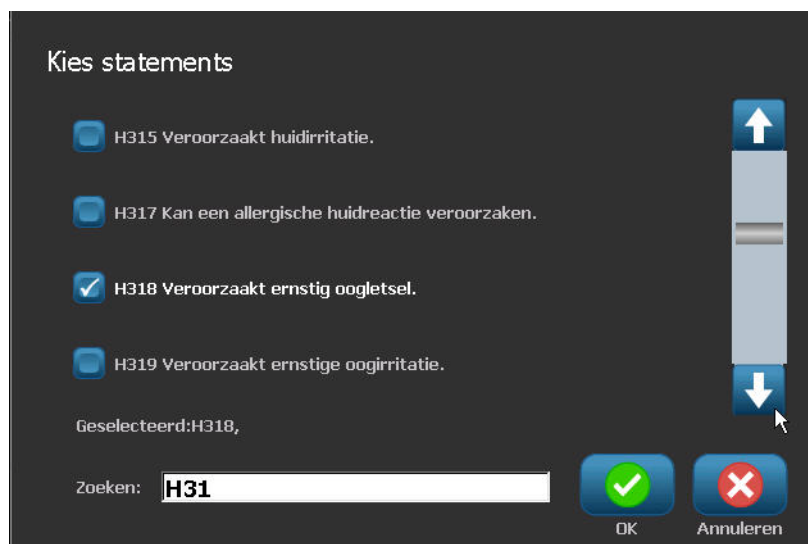 Kies statements
H315 Veroorzaakt huidirritatie.
H317 Kan een allergische huidreactie veroorzaken.
H318 Veroorzaakt ernstig oogletsel.
H319 Veroorzaakt ernstige oogirritatie.
Geselecteerd:H318,
Zoeken: H31
OK Annuleren